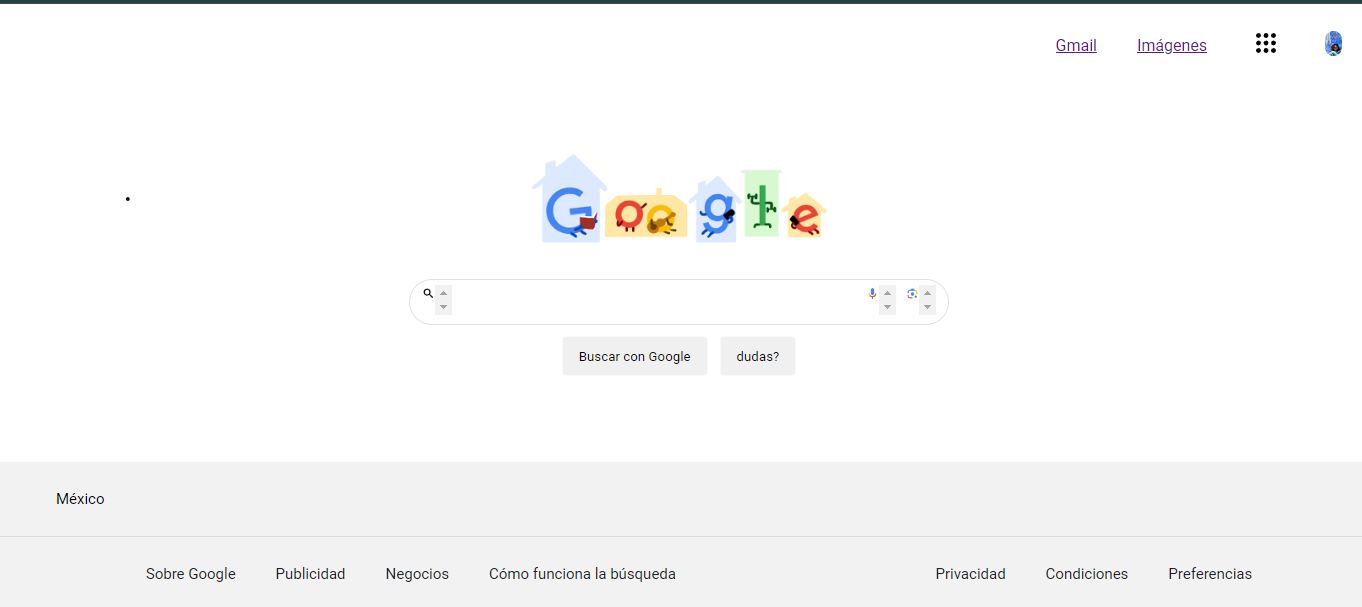 Gmail Imágenes
Google
Buscar con Google dudas?
México
Sobre Google Publicidad Negocios Cómo funciona la búsqueda Privacidad Condiciones Preferencias